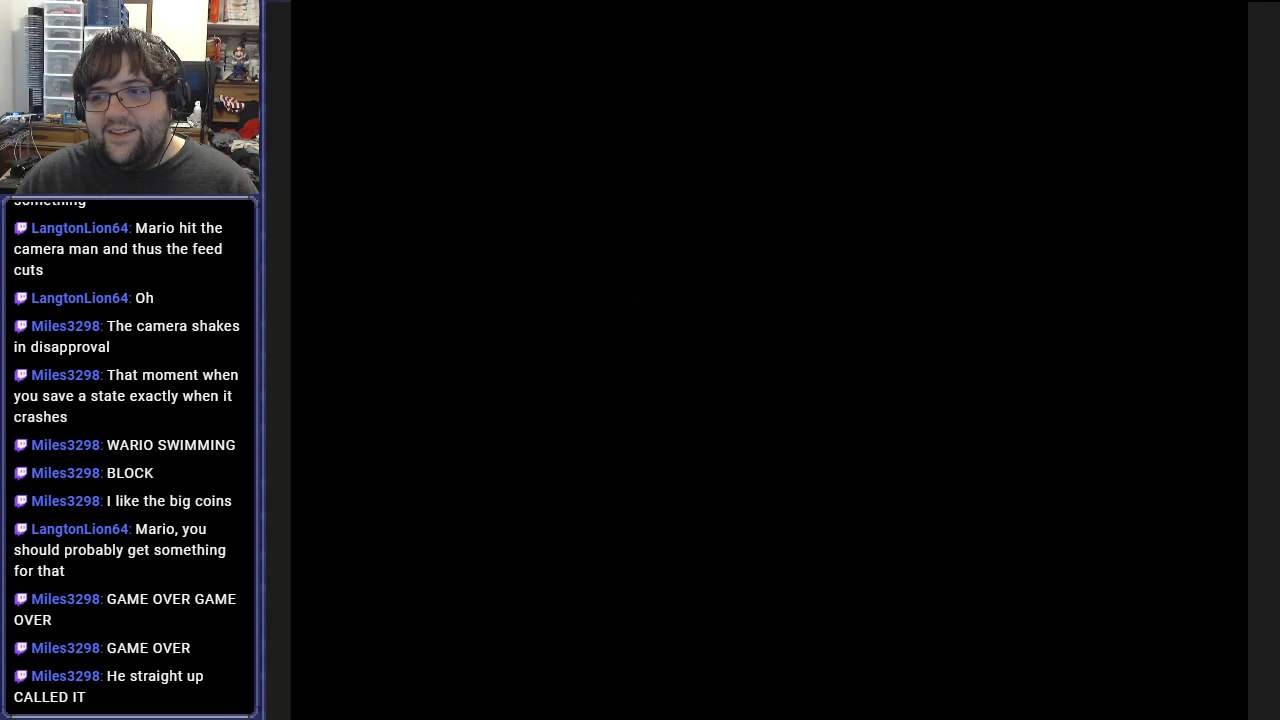 something
LangtonLion64: Mario hit the
camera man and thus the feed
cuts
LangtonLion64: Oh
Miles3298: The camera shakes
in disapproval
Miles3298: That moment when
you save a state exactly when it
crashes
Miles3298: WARIO SWIMMING
Miles3298: BLOCK
Miles3298: I like the big coins
LangtonLion64: Mario, you
should probably get something
for that
Miles3298: GAME OVER GAME
OVER
Miles3298: GAME OVER
Miles3298: He straight up
CALLED IT